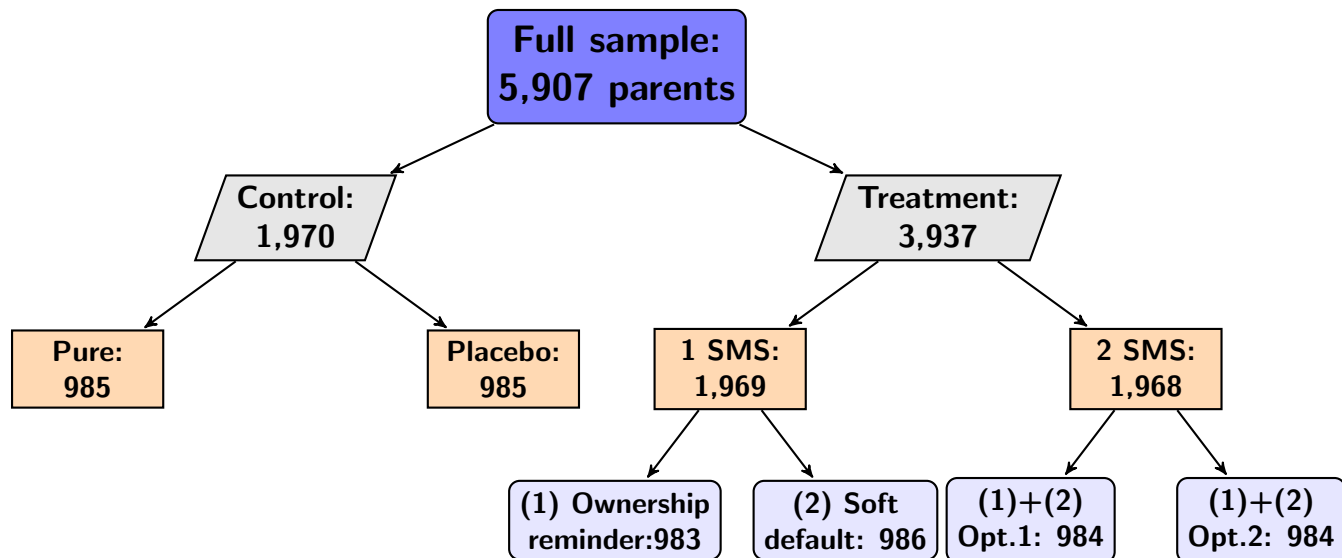 Full sample:
5,907 parents
Control:
1,970
Treatment:
3,937
Pure:
985
Placebo:
985
1 SMS:
1,969
2 SMS:
1,968
(1) Ownership
reminder:983
(2) Soft
default: 986
(1)+(2)
Opt.1: 984
(1)+(2)
Opt.2: 984